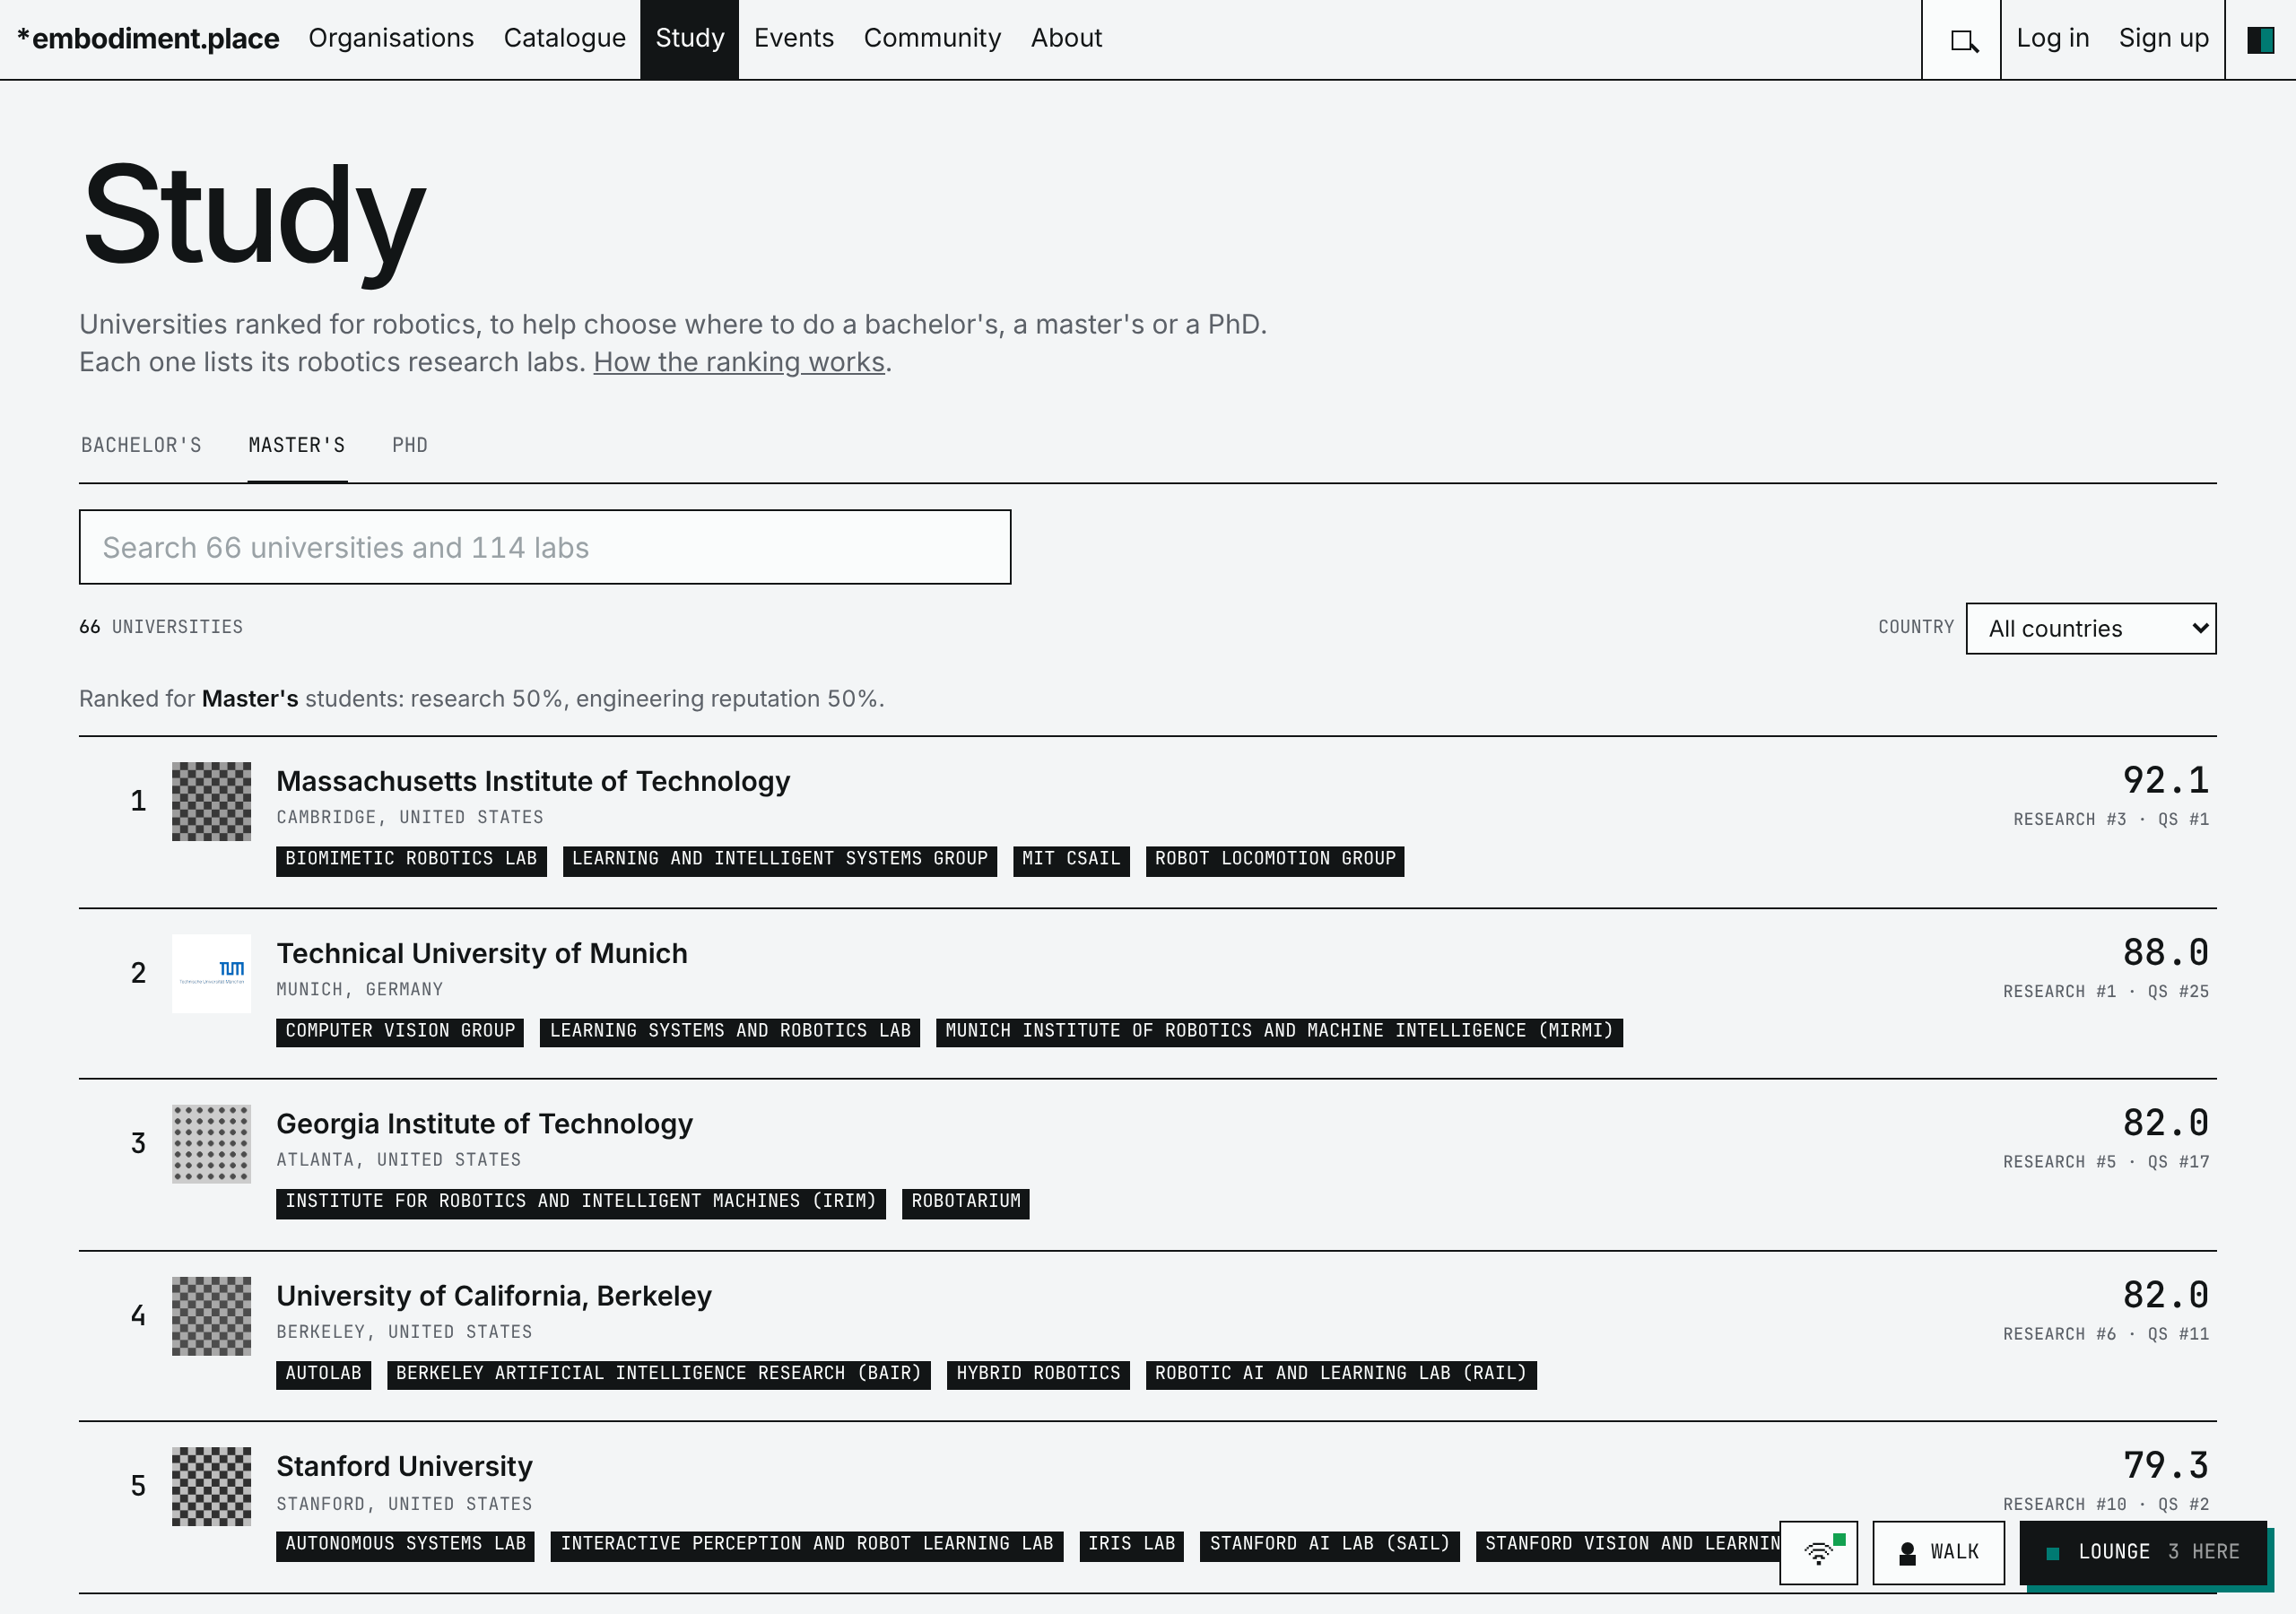 *embodiment.place Organisations Catalogue Study Events Community About Log in Sign up
Study
Universities ranked for robotics, to help choose where to do a bachelor's, a master's or a PhD.
Each one lists its robotics research labs. How the ranking works.
BACHELOR'S MASTER'S PHD
Search 66 universities and 114 labs
66 UNIVERSITIES COUNTRY All countries
Ranked for Master's students: research 50%, engineering reputation 50%.
1 Massachusetts Institute of Technology 92.1
CAMBRIDGE, UNITED STATES RESEARCH #3 · QS #1
BIOMIMETIC ROBOTICS LAB LEARNING AND INTELLIGENT SYSTEMS GROUP MIT CSAIL ROBOT LOCOMOTION GROUP
2 TUM Technische Universität München Technical University of Munich 88.0
MUNICH, GERMANY RESEARCH #1 · QS #25
COMPUTER VISION GROUP LEARNING SYSTEMS AND ROBOTICS LAB MUNICH INSTITUTE OF ROBOTICS AND MACHINE INTELLIGENCE (MIRMI)
3 Georgia Institute of Technology 82.0
ATLANTA, UNITED STATES RESEARCH #5 · QS #17
INSTITUTE FOR ROBOTICS AND INTELLIGENT MACHINES (IRIM) ROBOTARIUM
4 University of California, Berkeley 82.0
BERKELEY, UNITED STATES RESEARCH #6 · QS #11
AUTOLAB BERKELEY ARTIFICIAL INTELLIGENCE RESEARCH (BAIR) HYBRID ROBOTICS ROBOTIC AI AND LEARNING LAB (RAIL)
5 Stanford University 79.3
STANFORD, UNITED STATES RESEARCH #10 · QS #2
AUTONOMOUS SYSTEMS LAB INTERACTIVE PERCEPTION AND ROBOT LEARNING LAB IRIS LAB STANFORD AI LAB (SAIL) STANFORD VISION AND LEARNIN
WALK LOUNGE 3 HERE